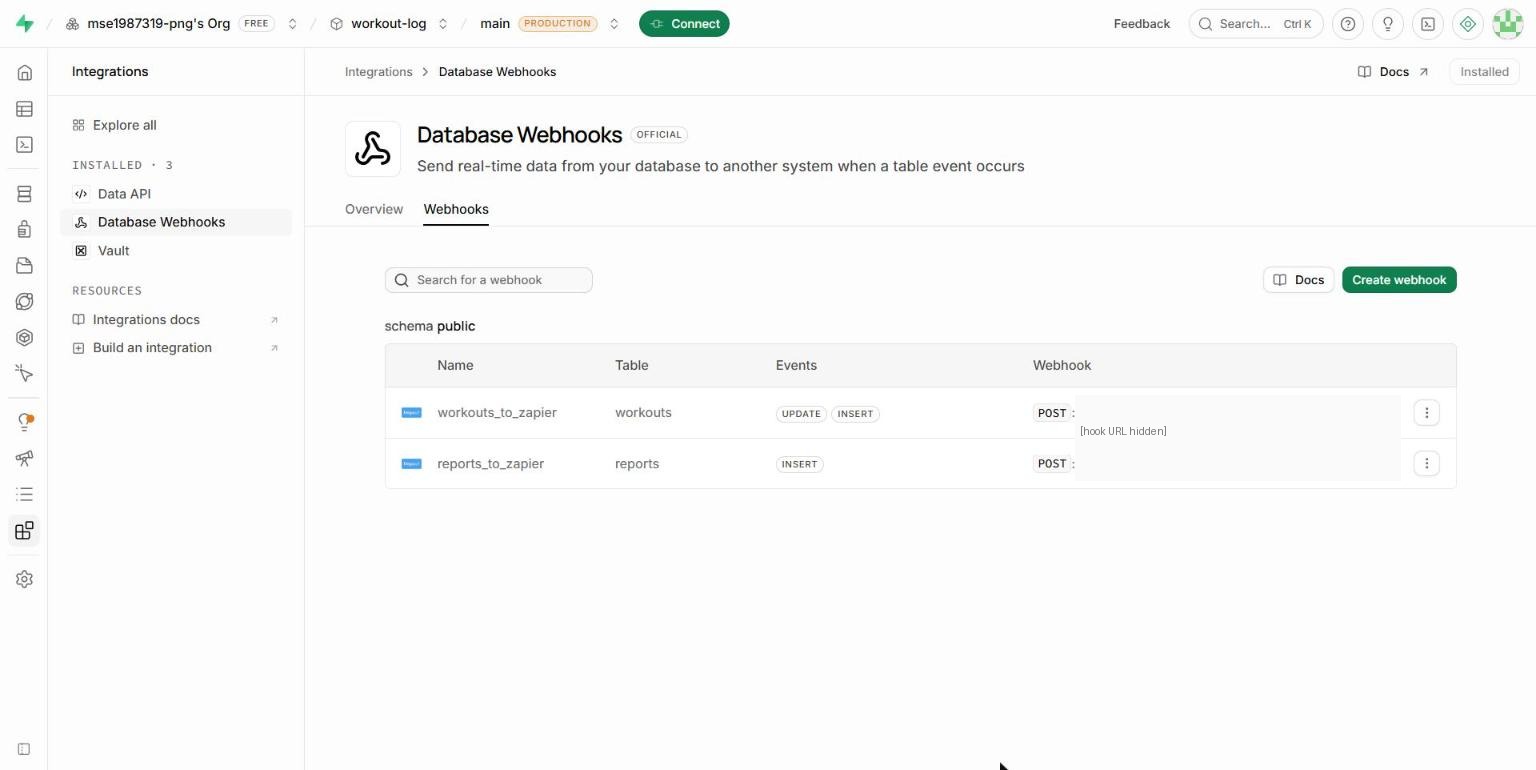 mse1987319-png's Org FREE workout-log main PRODUCTION Connect Feedback Search... Ctrl K
Integrations
Integrations > Database Webhooks Docs Installed
Explore all
INSTALLED · 3
Data API
Database Webhooks
Vault
RESOURCES
Integrations docs
Build an integration
Database Webhooks OFFICIAL
Send real-time data from your database to another system when a table event occurs
Overview Webhooks
Search for a webhook Docs Create webhook
schema public
Name Table Events Webhook
workouts_to_zapier workouts UPDATE INSERT POST :
[hook URL hidden]
reports_to_zapier reports INSERT POST :